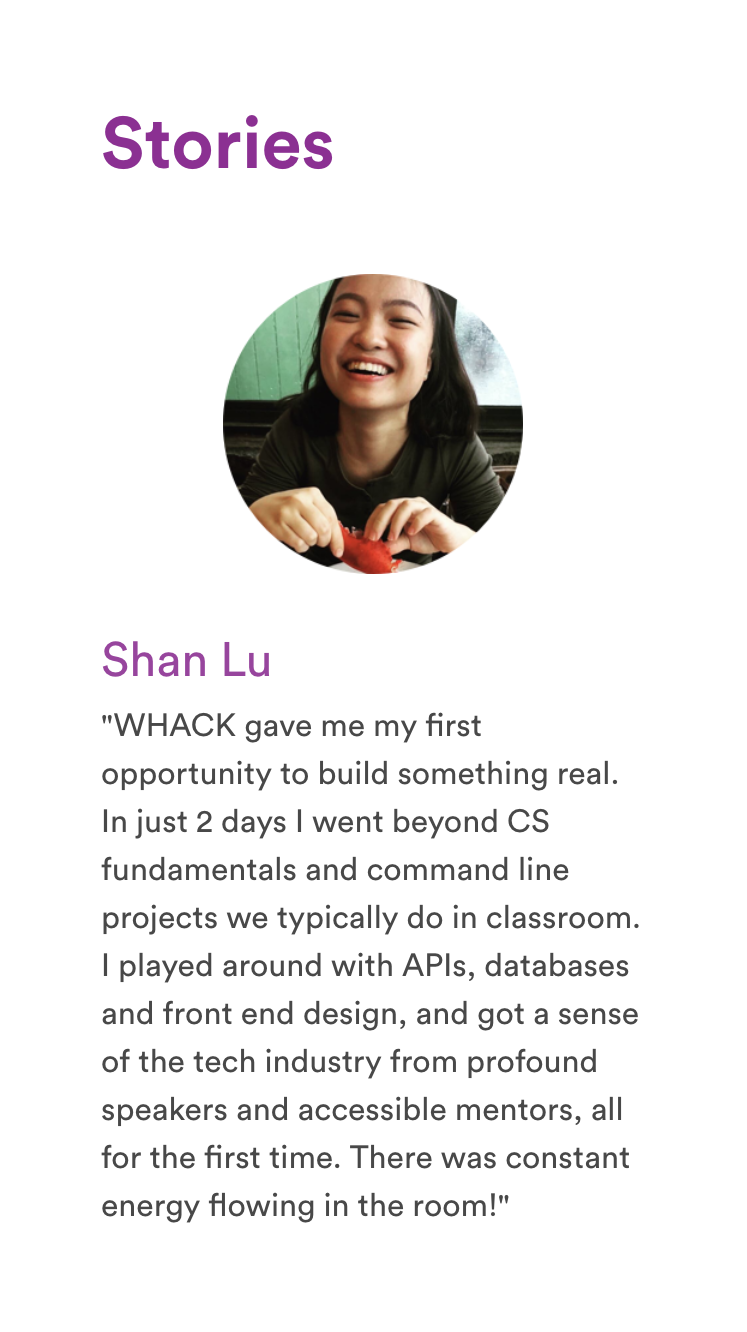 Stories
Shan Lu
"WHACK gave me my first
opportunity to build something real.
In just 2 days I went beyond CS
fundamentals and command line
projects we typically do in classroom.
I played around with APIs, databases
and front end design, and got a sense
of the tech industry from profound
speakers and accessible mentors, all
for the first time. There was constant
energy flowing in the room!"